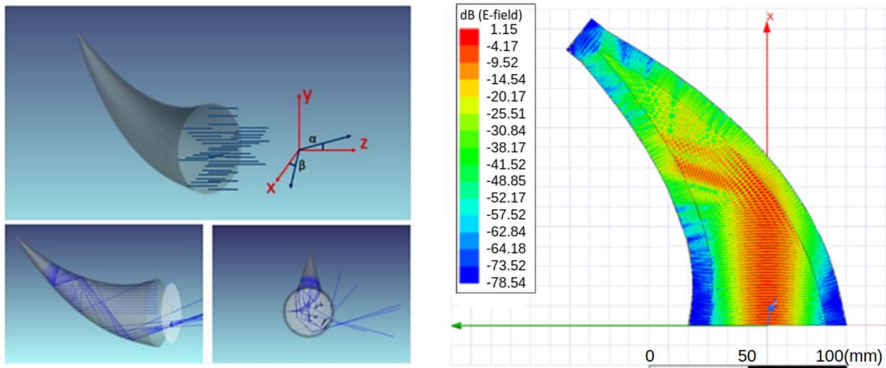 y
α
z
β
x
dB (E-field)
1.15
-4.17
-9.52
-14.54
-20.17
-25.51
-30.84
-38.17
-41.52
-48.85
-52.17
-57.52
-62.84
-64.18
-73.52
-78.54
x
0 50 100(mm)